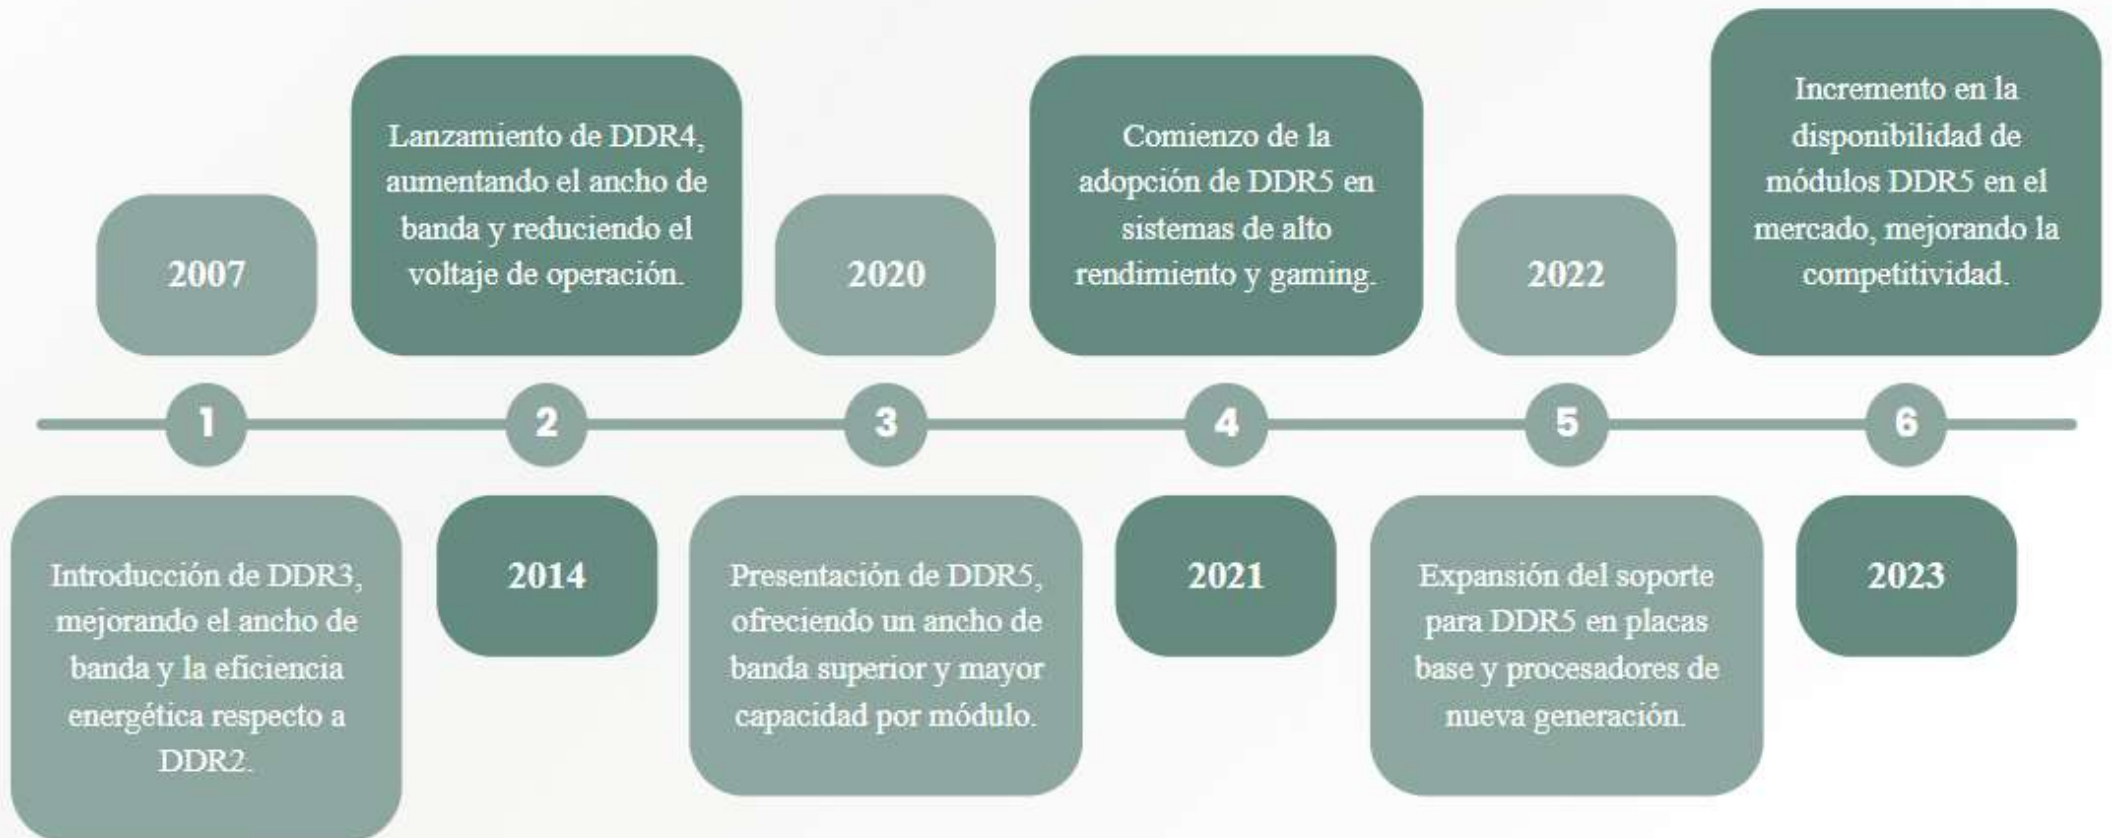 2007
1
Introducción de DDR3,
mejorando el ancho de
banda y la eficiencia
energética respecto a
DDR2.
Lanzamiento de DDR4,
aumentando el ancho de
banda y reduciendo el
voltaje de operación.
2
2014
2020
3
Presentación de DDR5,
ofreciendo un ancho de
banda superior y mayor
capacidad por módulo.
Comienzo de la
adopción de DDR5 en
sistemas de alto
rendimiento y gaming.
4
2021
2022
5
Expansión del soporte
para DDR5 en placas
base y procesadores de
nueva generación.
Incremento en la
disponibilidad de
módulos DDR5 en el
mercado, mejorando la
competitividad.
6
2023